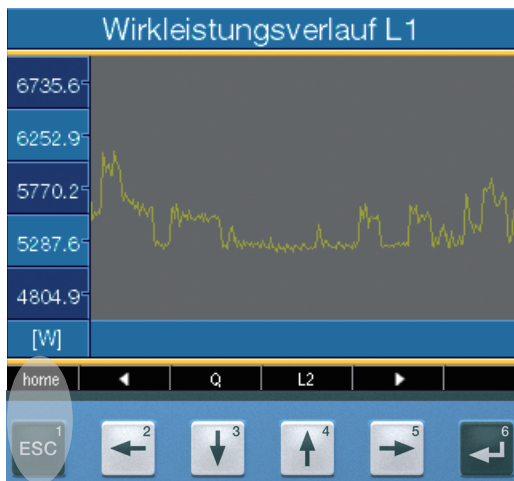 Wirkleistungsverlauf L1
6735.6
6252.9
5770.2
5287.6
4804.9
[W]
home Q L2
ESC 1 2 3 4 5 6